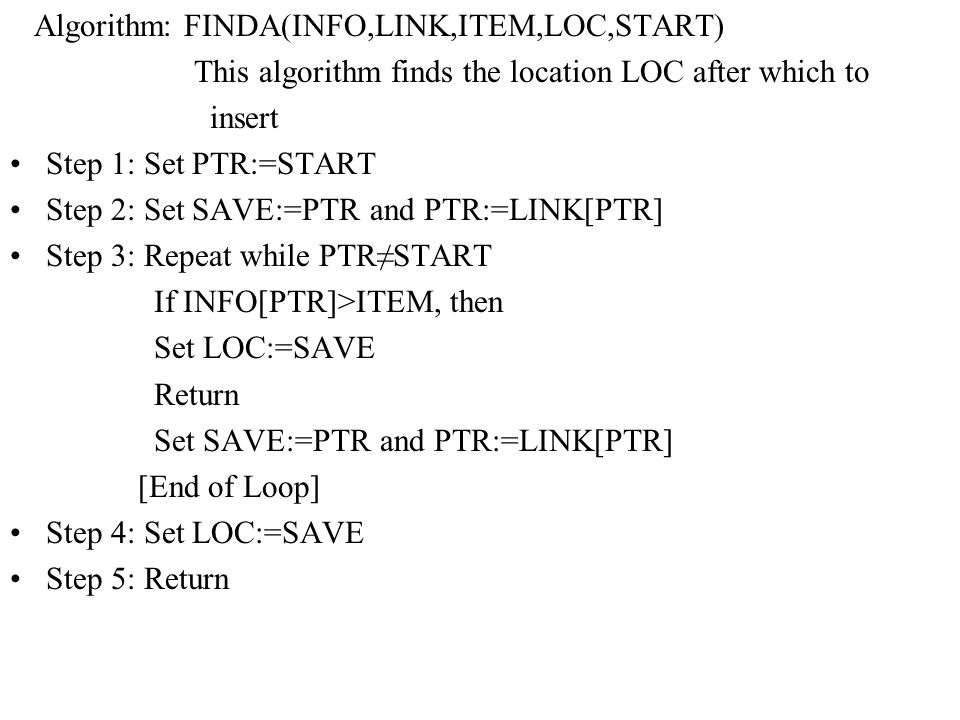 Algorithm: FINDA(INFO,LINK,ITEM,LOC,START)
This algorithm finds the location LOC after which to
insert
• Step 1: Set PTR:=START
• Step 2: Set SAVE:=PTR and PTR:=LINK[PTR]
• Step 3: Repeat while PTR≠START
If INFO[PTR]>ITEM, then
Set LOC:=SAVE
Return
Set SAVE:=PTR and PTR:=LINK[PTR]
[End of Loop]
• Step 4: Set LOC:=SAVE
• Step 5: Return